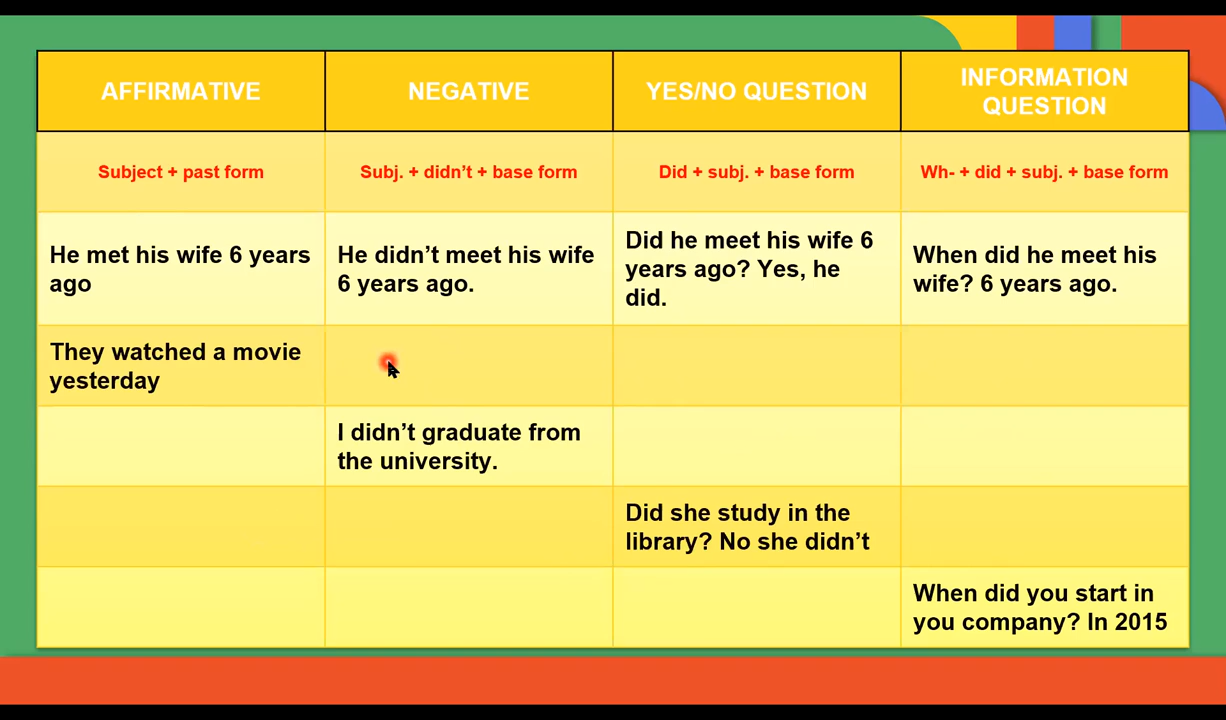 AFFIRMATIVE
NEGATIVE
YES/NO QUESTION
INFORMATION
QUESTION
Subject + past form
Subj. + didn’t + base form
Did + subj. + base form
Wh- + did + subj. + base form
He met his wife 6 years
ago
He didn’t meet his wife
6 years ago.
Did he meet his wife 6
years ago? Yes, he
did.
When did he meet his
wife? 6 years ago.
They watched a movie
yesterday
I didn’t graduate from
the university.
Did she study in the
library? No she didn’t
When did you start in
you company? In 2015